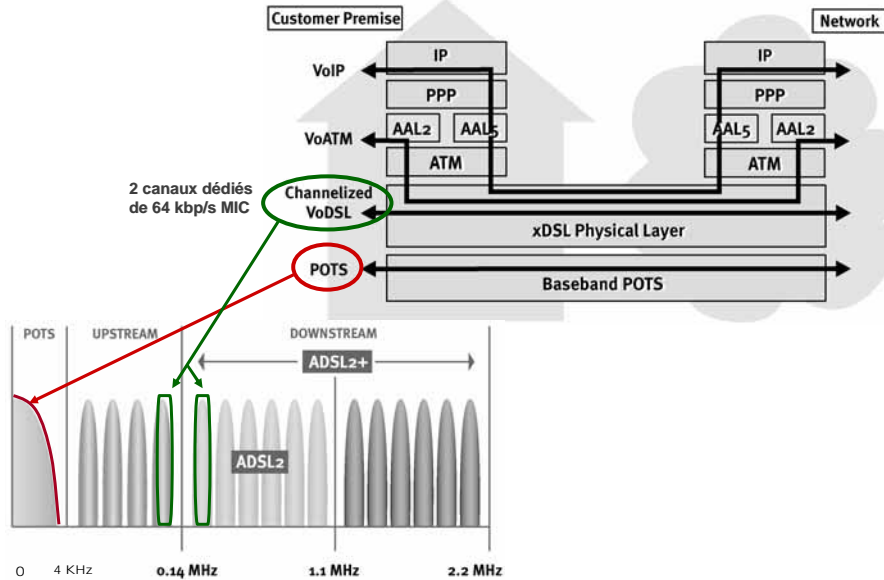 Customer Premise
Network
IP
IP
VoIP
PPP
PPP
AAL2
AAL5
AAL5
AAL2
VoATM
ATM
ATM
2 canaux dédiés
de 64 kbp/s MIC
Channelized
VoDSL
xDSL Physical Layer
POTS
Baseband POTS
POTS
UPSTREAM
DOWNSTREAM
ADSL2+
ADSL2
0
4 KHz
0.14 MHz
1.1 MHz
2.2 MHz